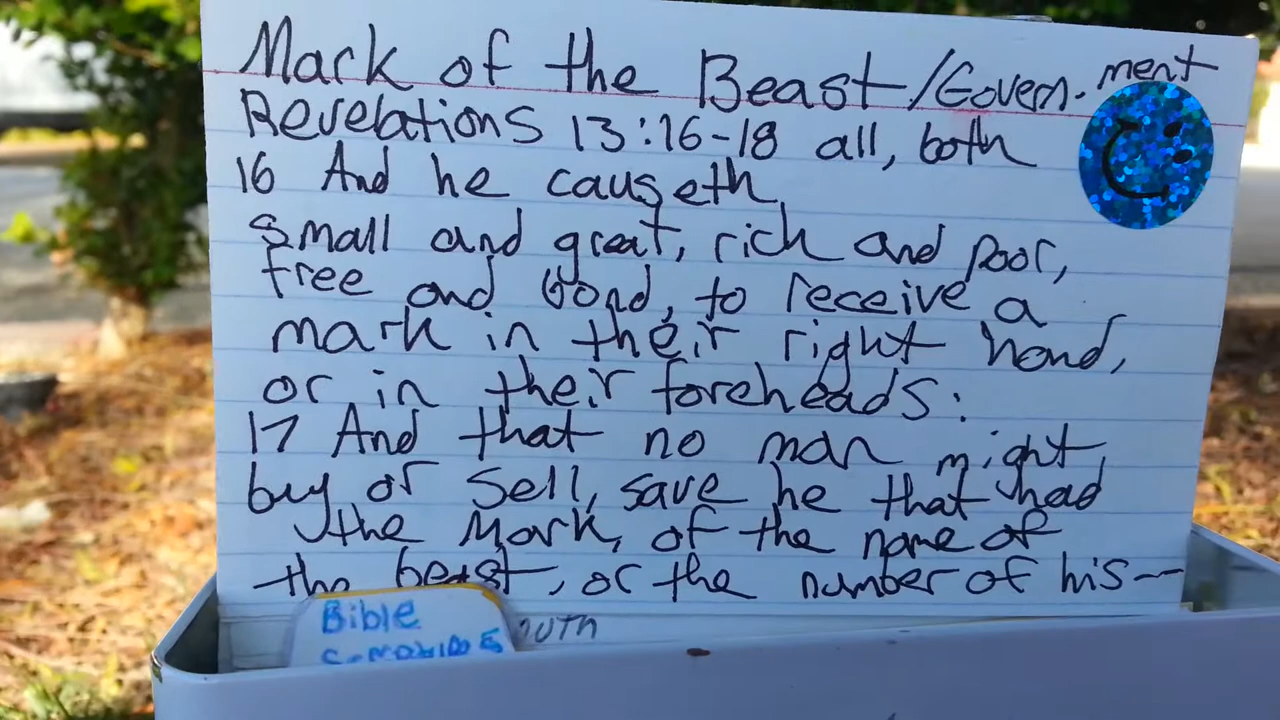 Mark of the Beast/Govern-ment
Revelations 13:16-18 all, both
16 And he causeth,
small and great, rich and poor,
free and bond, to receive a
mark in their right hand,
or in their foreheads:
17 And that no man might
buy or sell, save he that had
the Mark, of the name of
the beast, or the number of his—
Bible